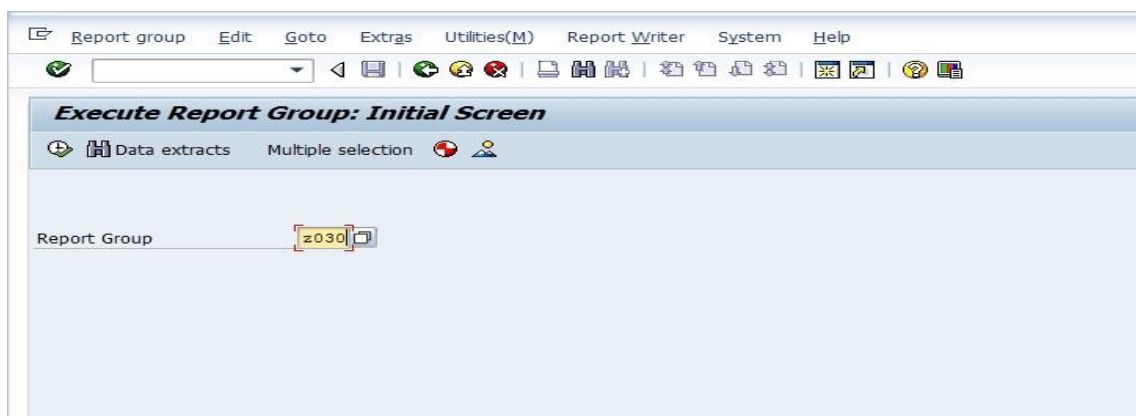 Report group Edit Goto Extras Utilities(M) Report Writer System Help
Execute Report Group: Initial Screen
Data extracts Multiple selection
Report Group z030